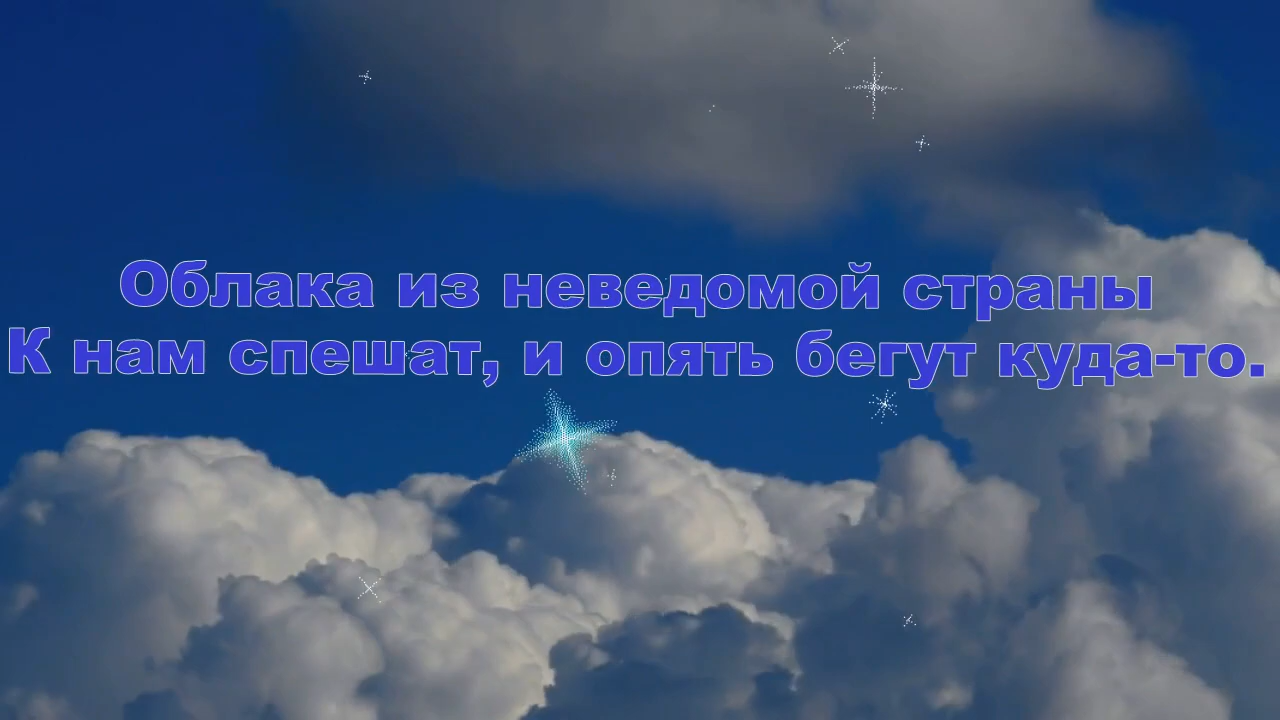 Облака из неведомой страны
К нам спешат, и опять бегут куда-то.